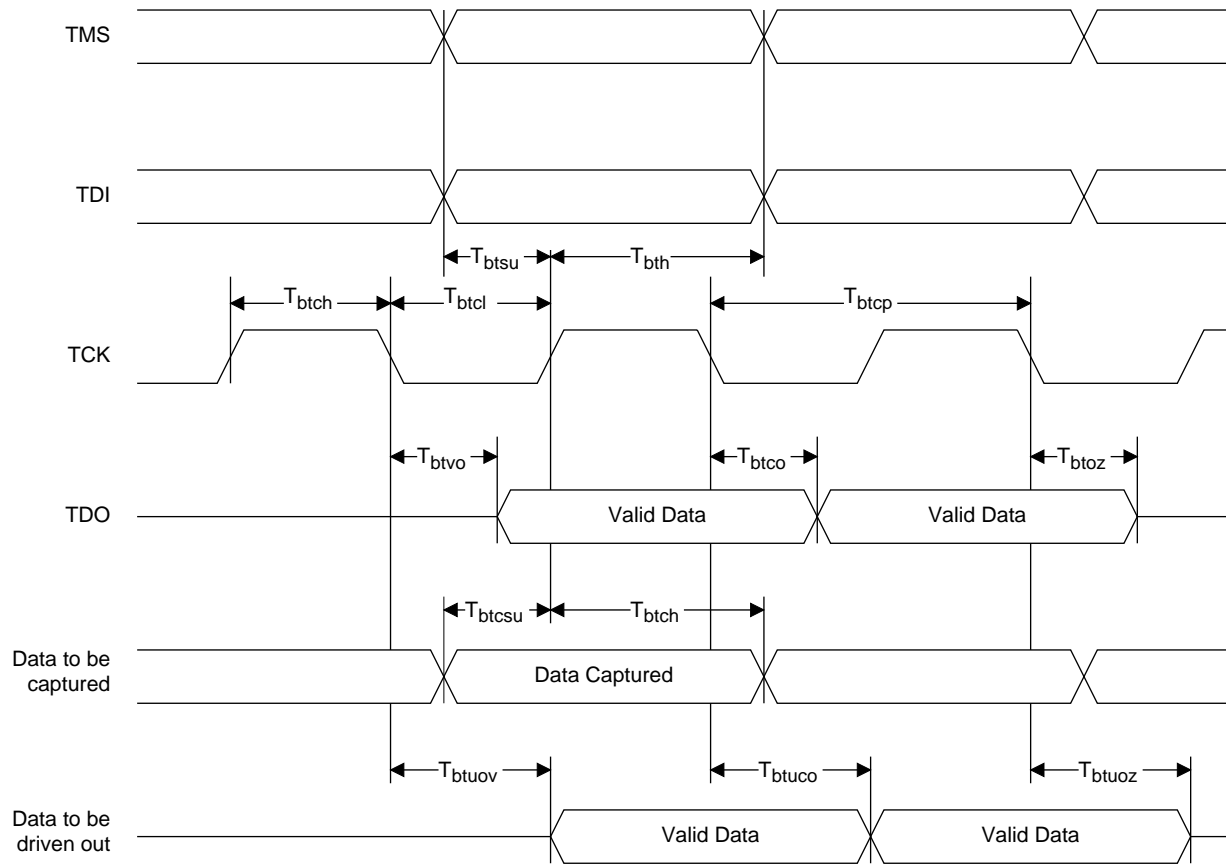 TMS
TDI
Tbtsu
Tbth
Tbtch
Tbtcl
Tbtcp
TCK
Tbtvo
Tbtco
Tbtoz
TDO
Valid Data
Valid Data
Tbtcsu
Tbtch
Data to be
captured
Data Captured
Tbtuov
Tbtuco
Tbtuoz
Data to be
driven out
Valid Data
Valid Data